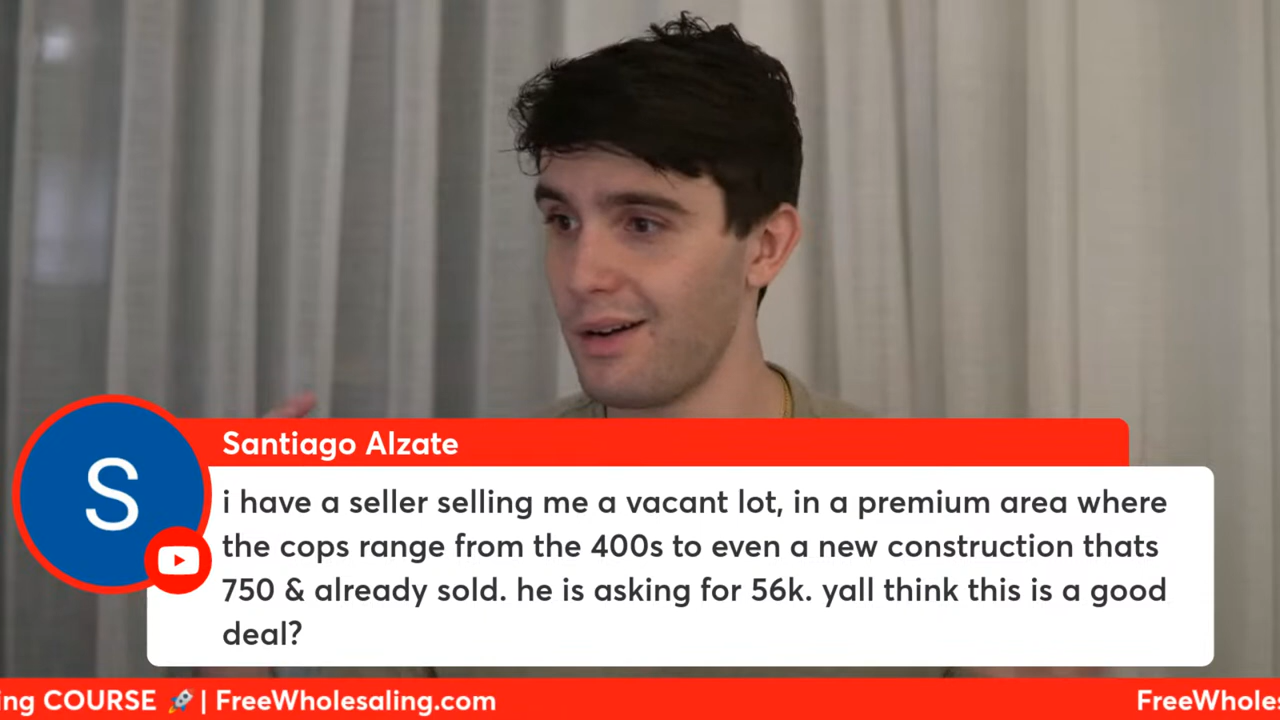 Santiago Alzate
S
i have a seller selling me a vacant lot, in a premium area where
the cops range from the 400s to even a new construction thats
750 & already sold. he is asking for 56k. yall think this is a good
deal?
ing COURSE 🚀 | FreeWholesaling.com
FreeWholes